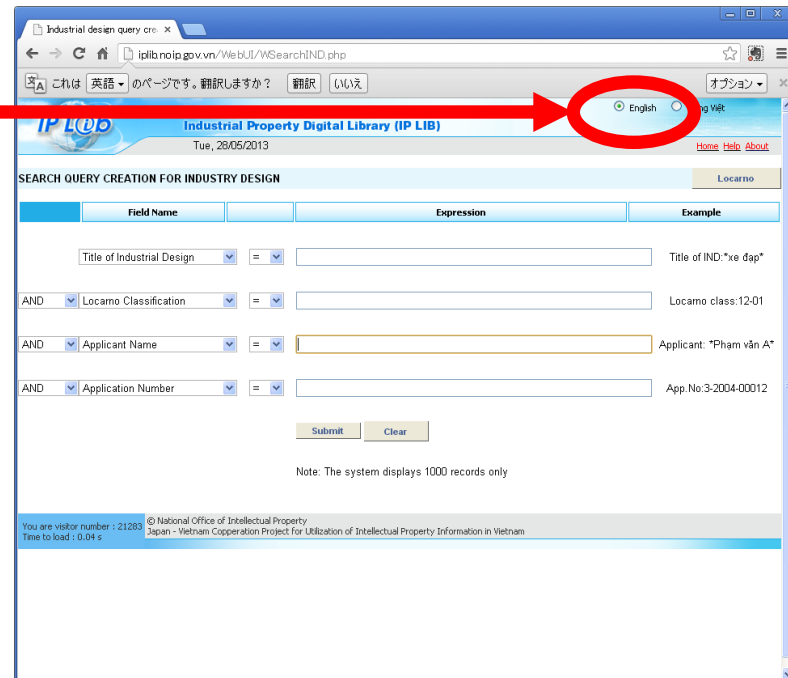 Industrial design query cre
iplib.noip.gov.vn/WebUI/WSearchIND.php
これは 英語 のページです。翻訳しますか？ 翻訳 いいえ オプション
English
IP Lib
Industrial Property Digital Library (IP LIB)
Tue, 28/05/2013
Home Help About
SEARCH QUERY CREATION FOR INDUSTRY DESIGN
Locarno
Field Name Expression Example
Title of Industrial Design = Title of IND:*xe đạp*
AND Locarno Classification = Locarno class:12-01
AND Applicant Name = Applicant: *Phạm văn A*
AND Application Number = App.No:3-2004-00012
Submit Clear
Note: The system displays 1000 records only
You are visitor number : 21283
Time to load : 0.04 s
© National Office of Intellectual Property
Japan - Vietnam Copperation Project for Utilization of Intellectual Property Information in Vietnam